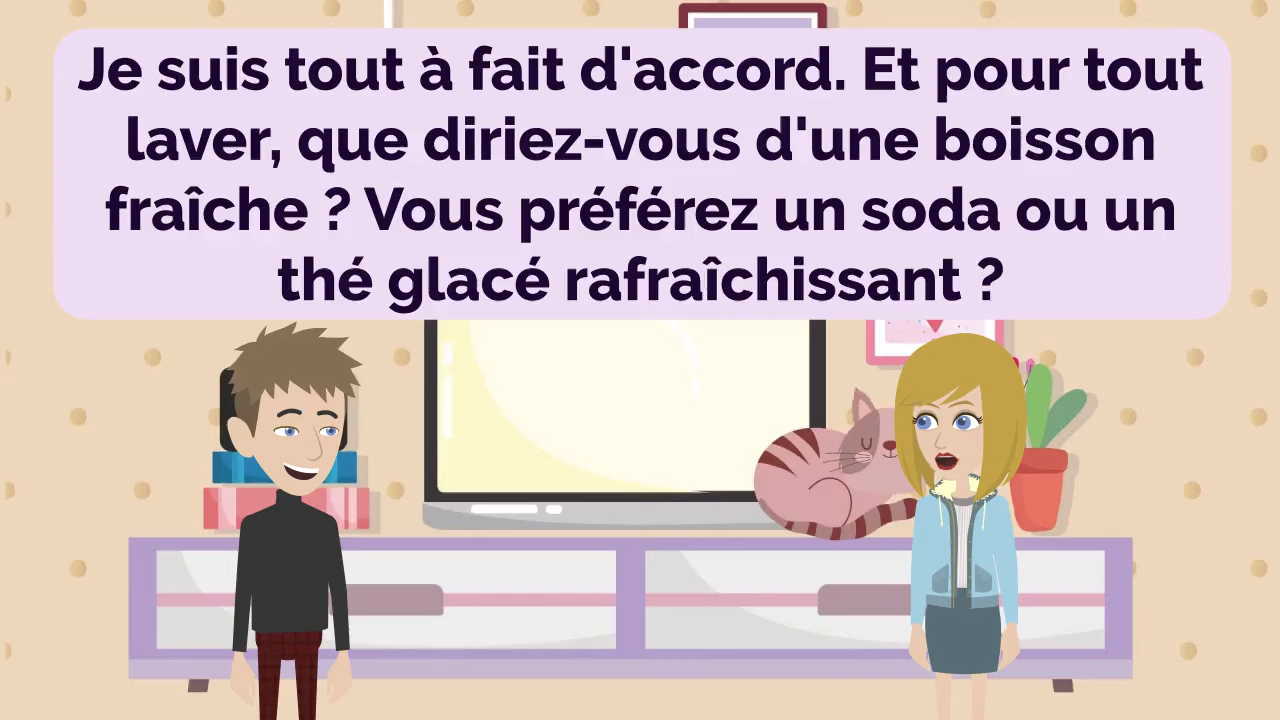 Je suis tout à fait d'accord. Et pour tout
laver, que diriez-vous d'une boisson
fraîche ? Vous préférez un soda ou un
thé glacé rafraîchissant ?